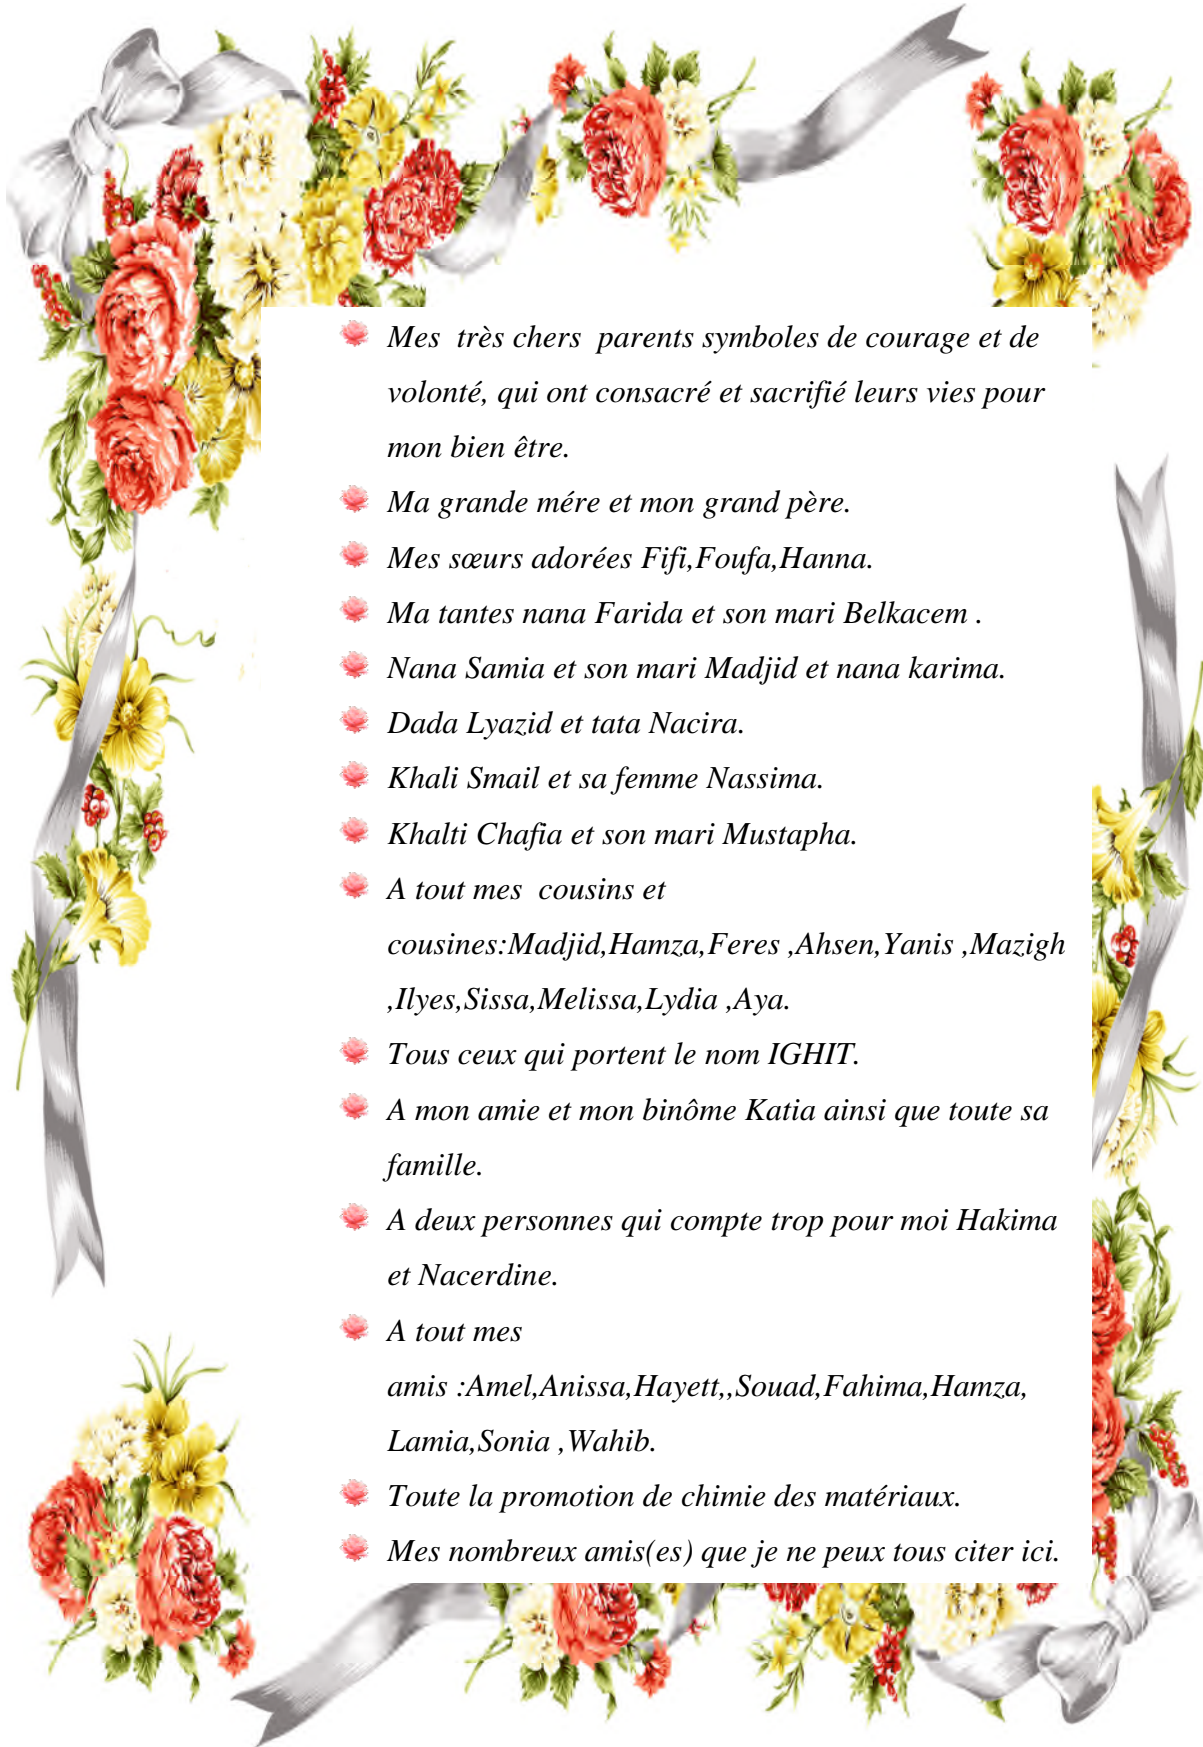 Mes  très chers  parents symboles de courage et de
volonté, qui ont consacré et sacrifié leurs vies pour
mon bien être.
Ma grande mére et mon grand père.
Mes sœurs adorées Fifi,Foufa,Hanna.
Ma tantes nana Farida et son mari Belkacem .
Nana Samia et son mari Madjid et nana karima.
Dada Lyazid et tata Nacira.
Khali Smail et sa femme Nassima.
Khalti Chafia et son mari Mustapha.
A tout mes  cousins et
cousines:Madjid,Hamza,Feres ,Ahsen,Yanis ,Mazigh
,Ilyes,Sissa,Melissa,Lydia ,Aya.
Tous ceux qui portent le nom IGHIT.
A mon amie et mon binôme Katia ainsi que toute sa
famille.
A deux personnes qui compte trop pour moi Hakima
et Nacerdine.
A tout mes
amis :Amel,Anissa,Hayett,,Souad,Fahima,Hamza,
Lamia,Sonia ,Wahib.
Toute la promotion de chimie des matériaux.
Mes nombreux amis(es) que je ne peux tous citer ici.